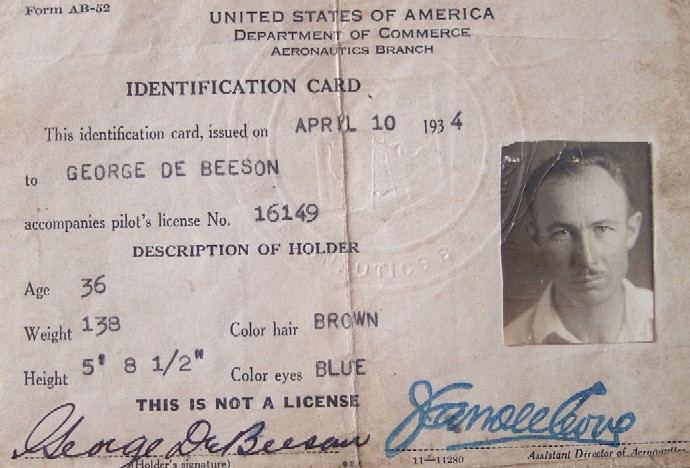 Form AB-52
UNITED STATES OF AMERICA
DEPARTMENT OF COMMERCE
AERONAUTICS BRANCH
IDENTIFICATION CARD
This identification card, issued on APRIL 10 1934
to GEORGE DE BEESON
accompanies pilot's license No. 16149
DESCRIPTION OF HOLDER
Age 36
Weight 138 Color hair BROWN
Height 5' 8 1/2" Color eyes BLUE
THIS IS NOT A LICENSE
George DeBeeson
(Holder's signature) 11—11280 Assistant Director of Aeronautics